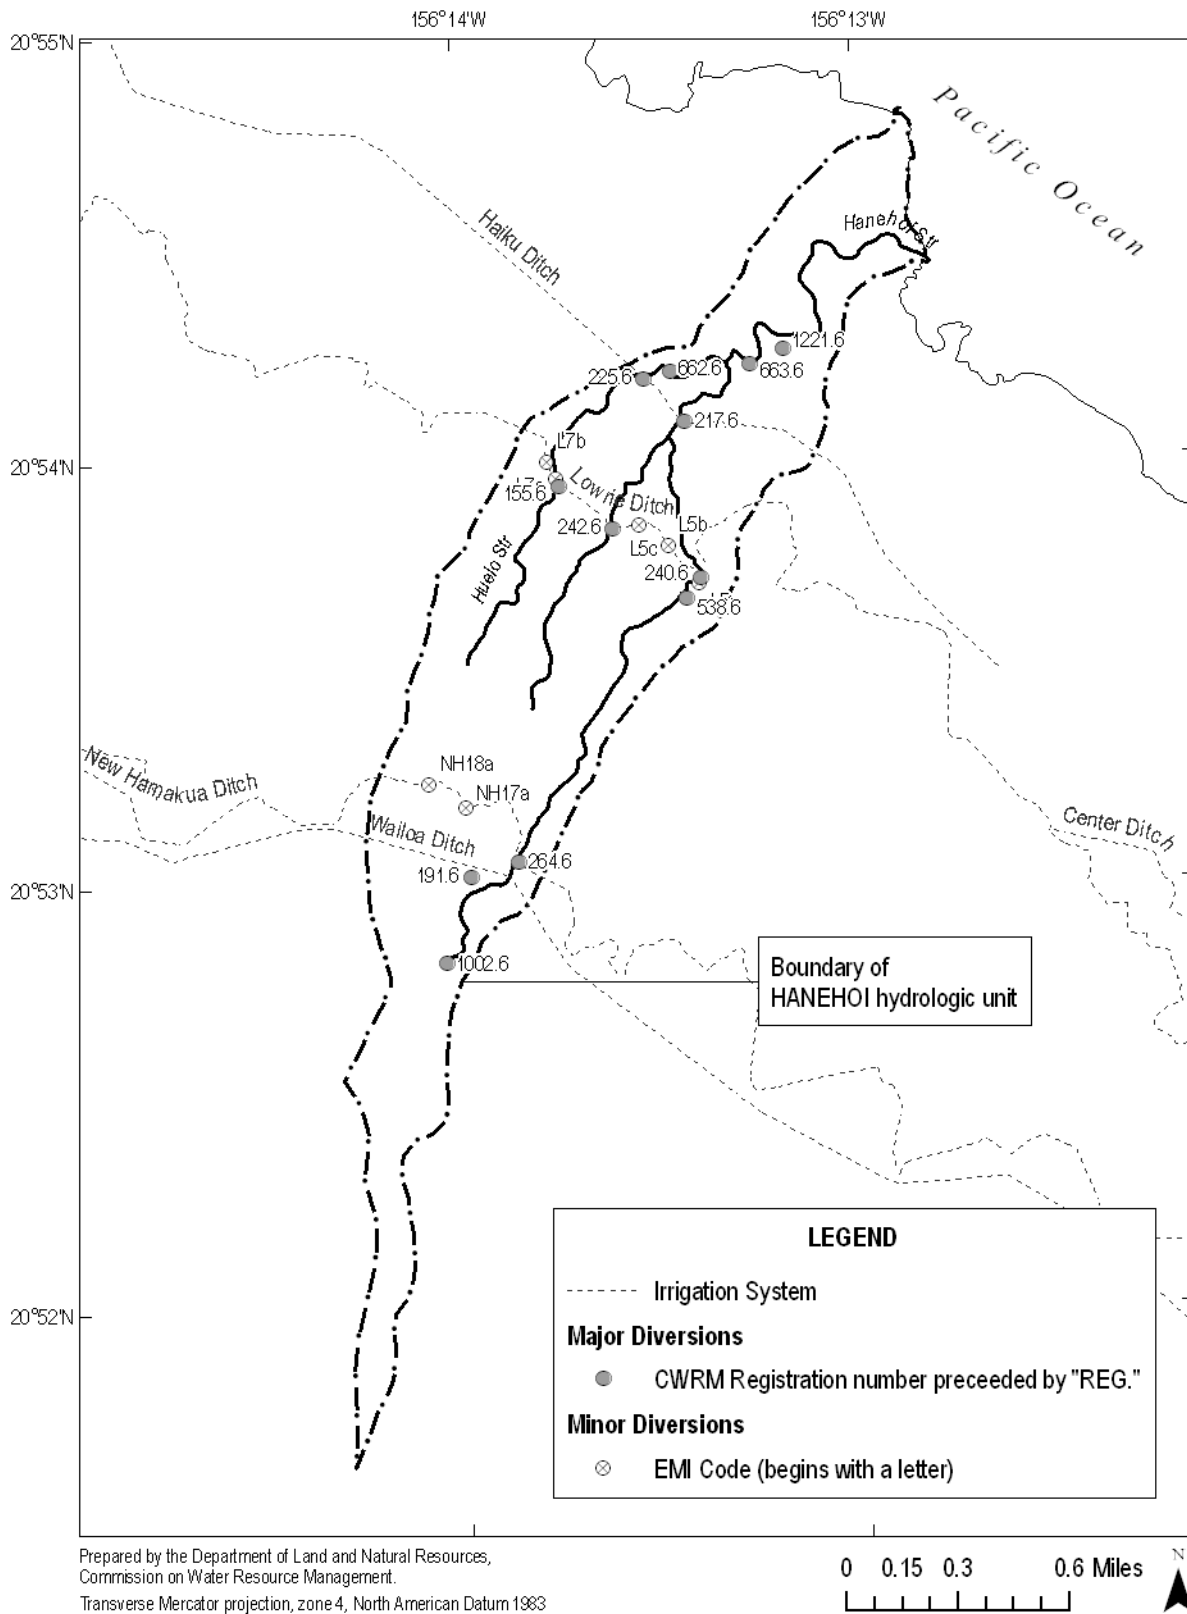 156°14'W
156°13'W
20°55'N
Pacific Ocean
Hanehoi Str
Haiku Ditch
1221.6
662.6
663.6
225.6
217.6
L7b
20°54'N
Lowrie Ditch
155.6
L5b
242.6
L5c
240.6
Huelo Str
538.6
NH18a
New Hamakua Ditch
NH17a
Center Ditch
Wailoa Ditch
264.6
191.6
20°53'N
1002.6
Boundary of
HANEHOI hydrologic unit
LEGEND
Irrigation System
20°52'N
Major Diversions
CWRM Registration number preceeded by "REG."
Minor Diversions
EMI Code (begins with a letter)
Prepared by the Department of Land and Natural Resources,
Commission on Water Resource Management.
Transverse Mercator projection, zone 4, North American Datum 1983
0 0.15 0.3 0.6 Miles
N